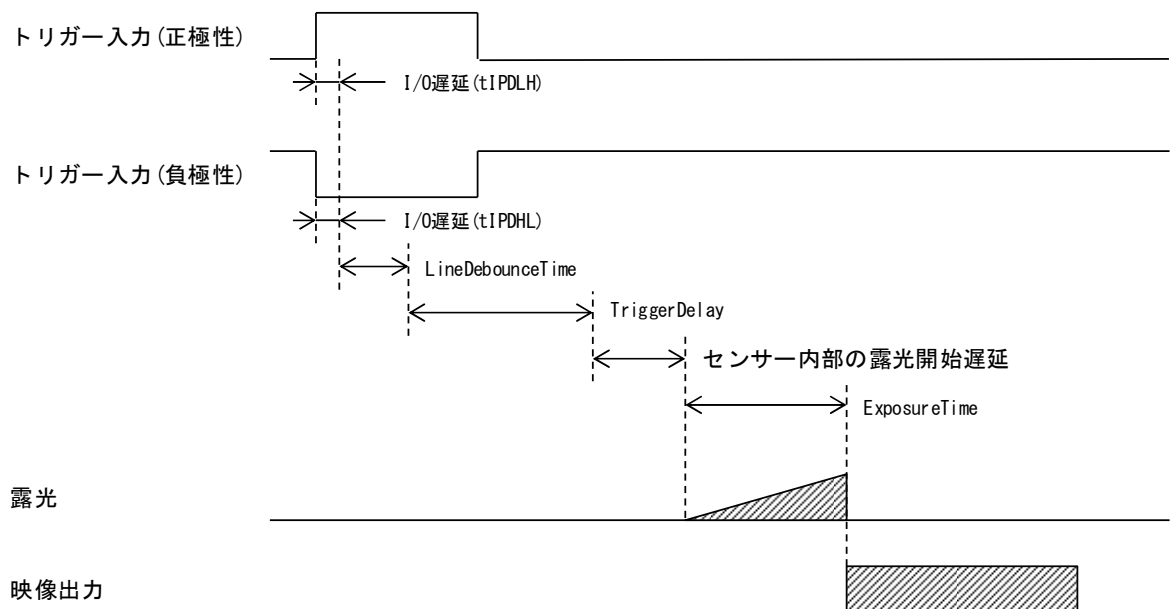 トリガー入力(正極性)
I/O遅延(tIPDLH)
トリガー入力(負極性)
I/O遅延(tIPDHL)
LineDebounceTime
TriggerDelay
センサー内部の露光開始遅延
ExposureTime
露光
映像出力